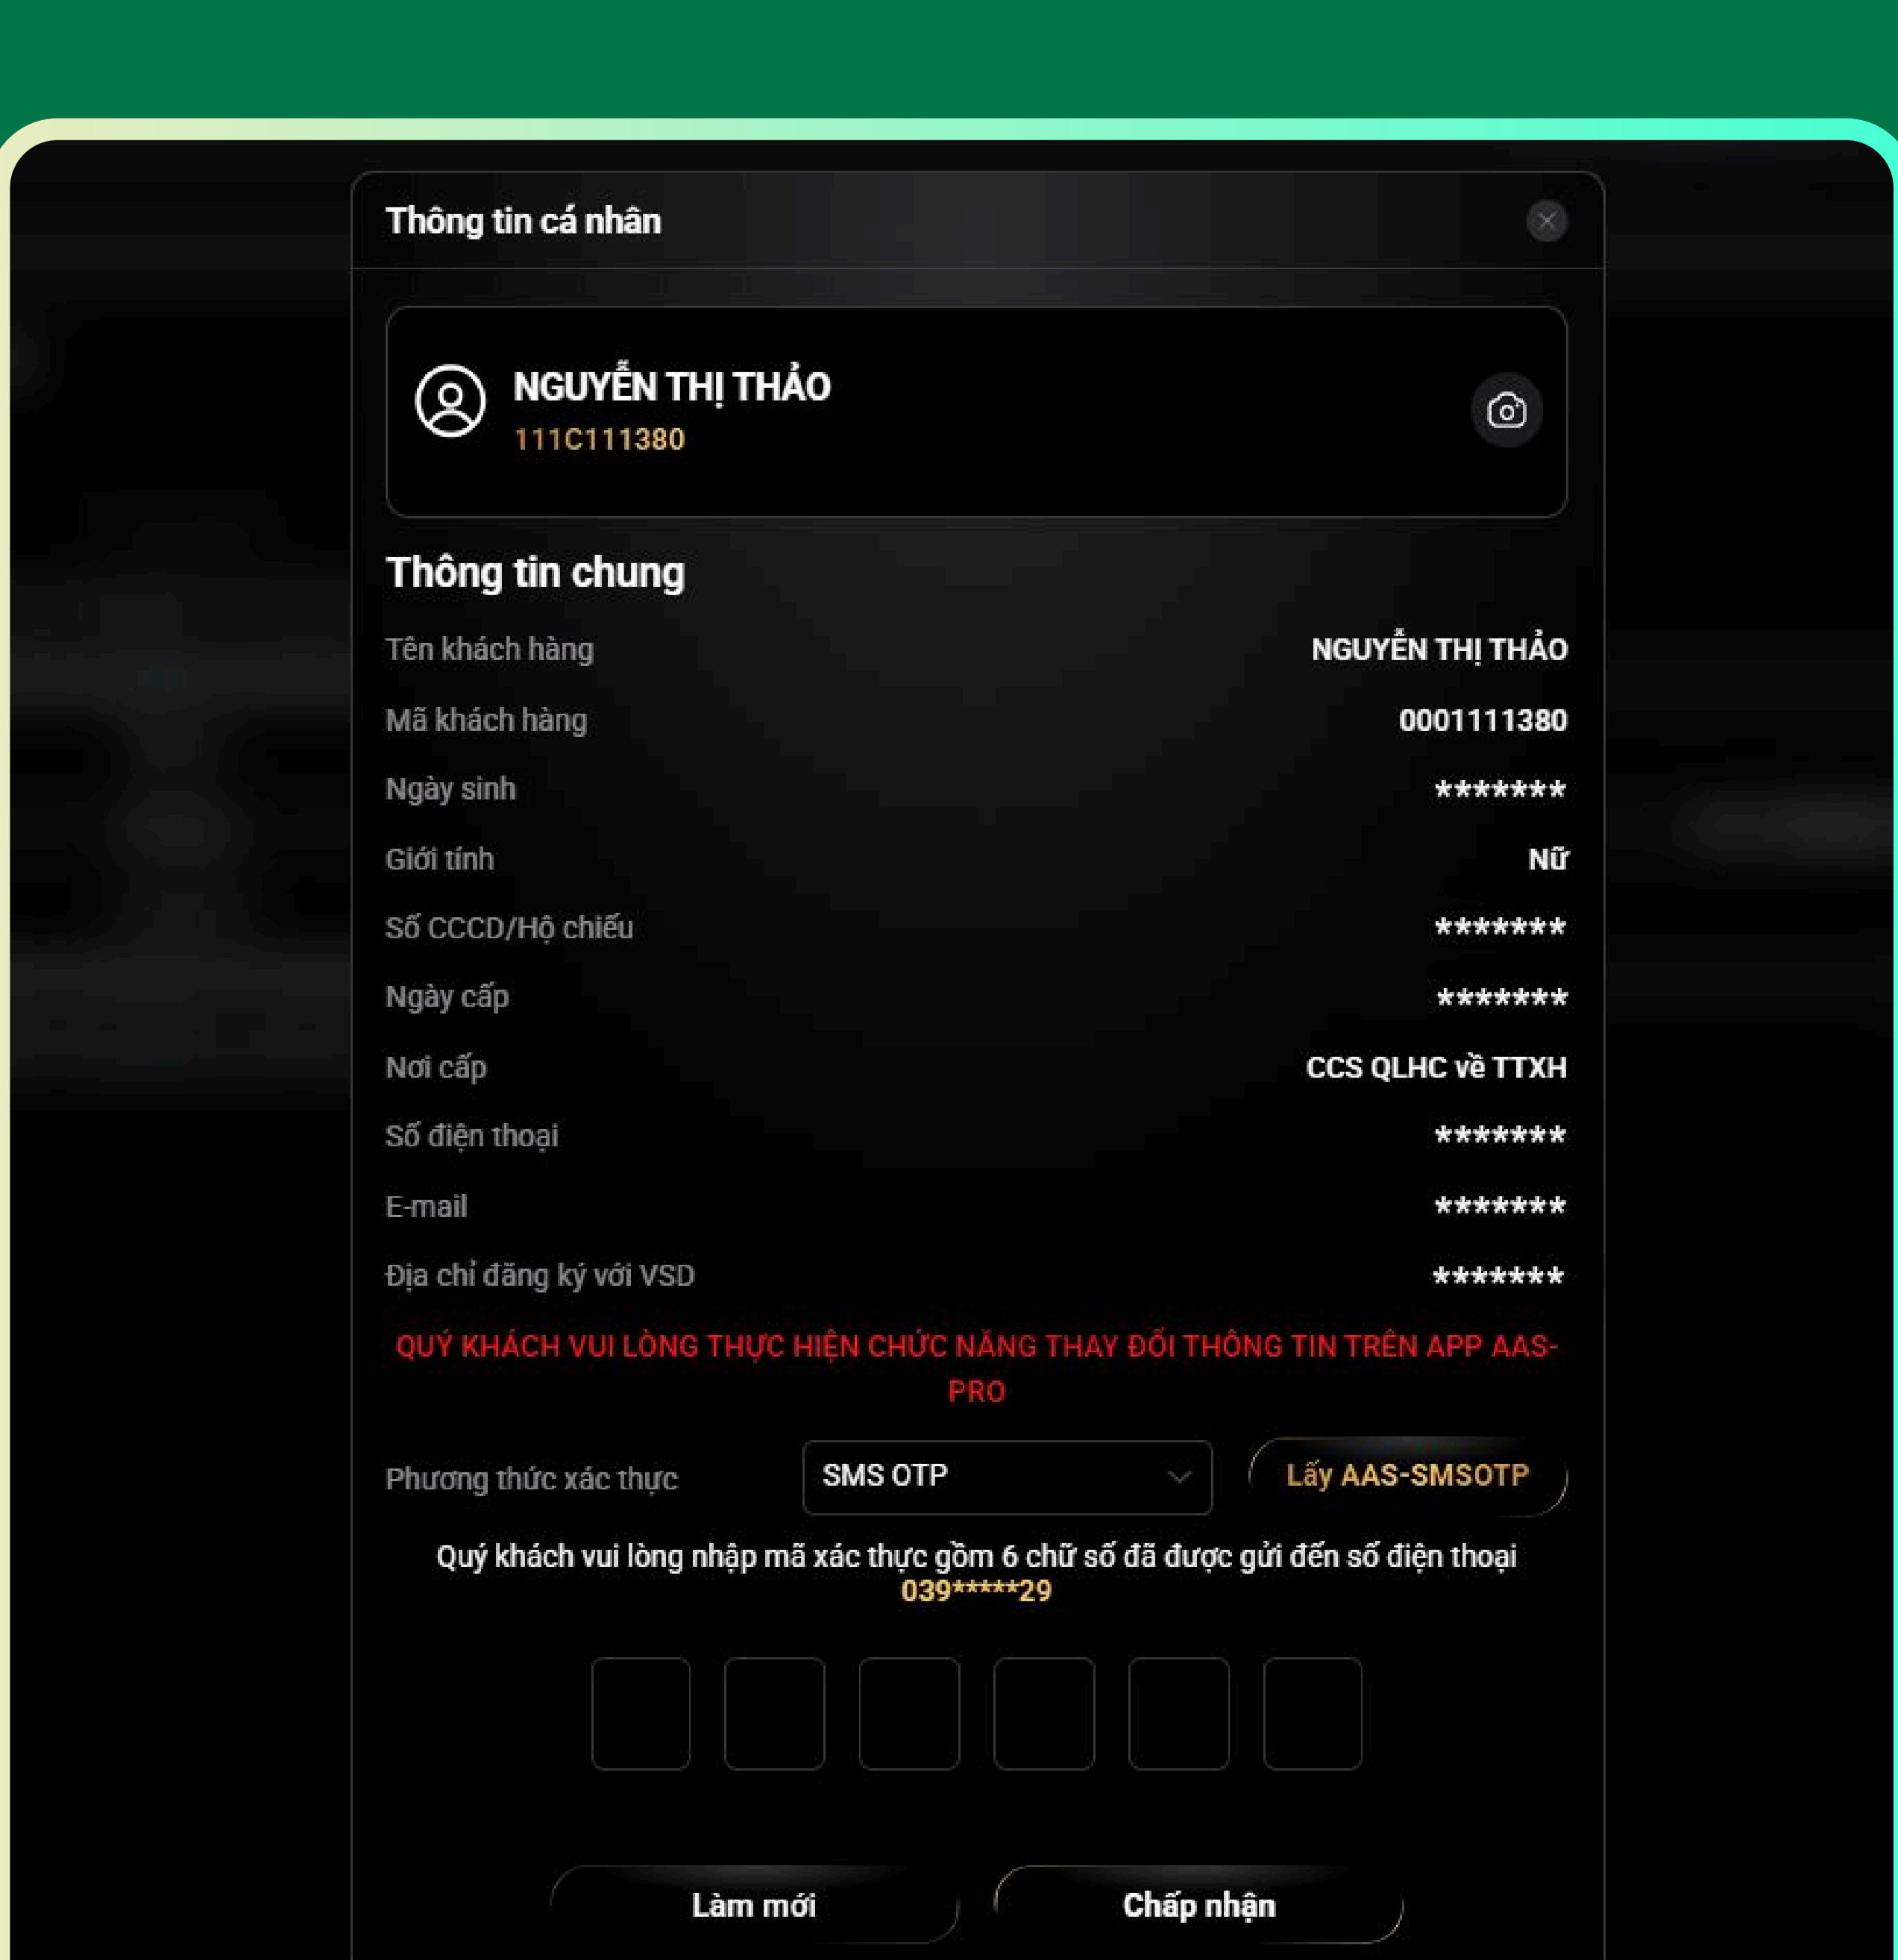 Thông tin cá nhân
NGUYỄN THỊ THẢO
111C111380
Thông tin chung
Tên khách hàng NGUYỄN THỊ THẢO
Mã khách hàng 0001111380
Ngày sinh *******
Giới tính Nữ
Số CCCD/Hộ chiếu *******
Ngày cấp *******
Nơi cấp CCS QLHC về TTXH
Số điện thoại *******
E-mail *******
Địa chỉ đăng ký với VSD *******
QUÝ KHÁCH VUI LÒNG THỰC HIỆN CHỨC NĂNG THAY ĐỔI THÔNG TIN TRÊN APP AAS-
PRO
Phương thức xác thực SMS OTP Lấy AAS-SMSOTP
Quý khách vui lòng nhập mã xác thực gồm 6 chữ số đã được gửi đến số điện thoại
039*****29
Làm mới Chấp nhận